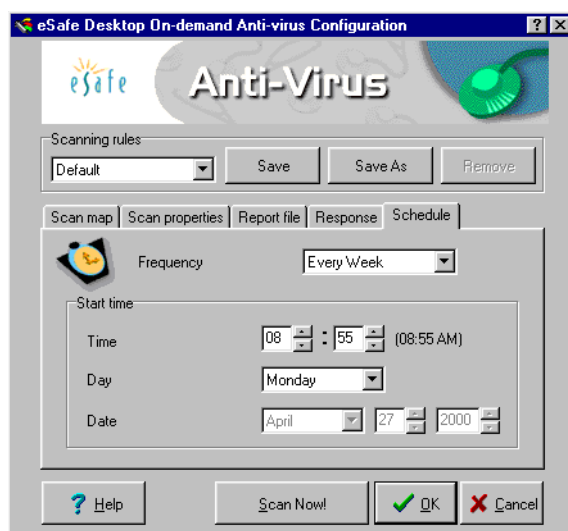 eSafe Desktop On-demand Anti-virus Configuration
eSafe
Anti-Virus
Scanning rules
Default
Save
Save As
Remove
Scan map
Scan properties
Report file
Response
Schedule
Frequency
Every Week
Start time
Time
08 : 55 (08:55 AM)
Day
Monday
Date
April 27 2000
Help
Scan Now!
OK
Cancel